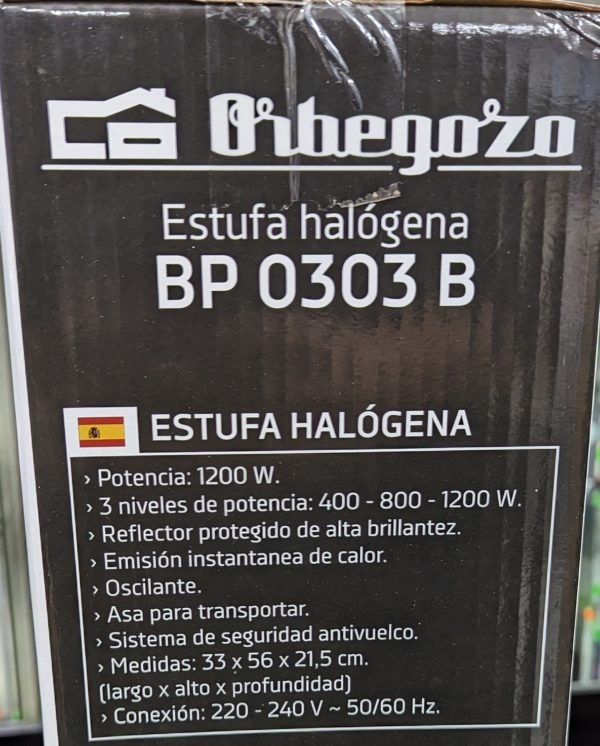 Orbegozo
Estufa halógena
BP 0303 B
ESTUFA HALÓGENA
› Potencia: 1200 W.
› 3 niveles de potencia: 400 - 800 - 1200 W.
› Reflector protegido de alta brillantez.
› Emisión instantanea de calor.
› Oscilante.
› Asa para transportar.
› Sistema de seguridad antivuelco.
› Medidas: 33 x 56 x 21,5 cm.
(largo x alto x profundidad)
› Conexión: 220 - 240 V ~ 50/60 Hz.